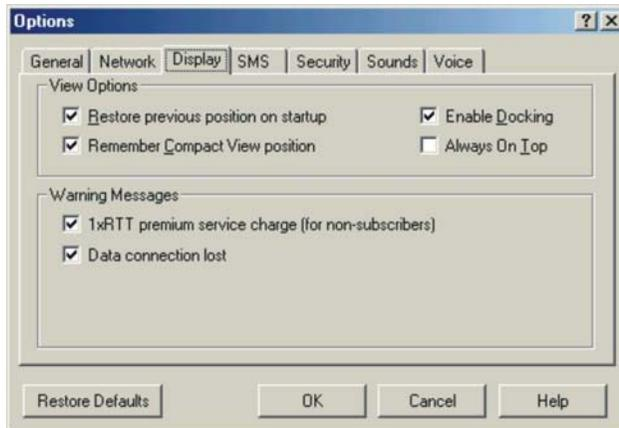 Options
General Network Display SMS Security Sounds Voice
View Options
Restore previous position on startup Enable Docking
Remember Compact View position Always On Top
Warning Messages
1xRTT premium service charge (for non-subscribers)
Data connection lost
Restore Defaults OK Cancel Help